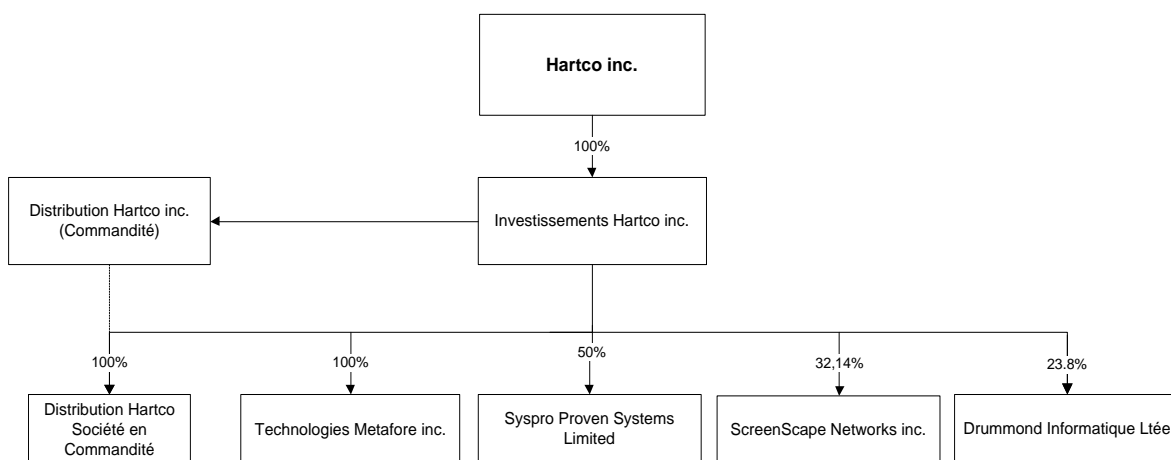 Hartco inc.
100%
Distribution Hartco inc.
(Commandité)
Investissements Hartco inc.
100%
100%
50%
32,14%
23.8%
Distribution Hartco
Société en
Commandité
Technologies Metafore inc.
Syspro Proven Systems
Limited
ScreenScape Networks inc.
Drummond Informatique Ltée